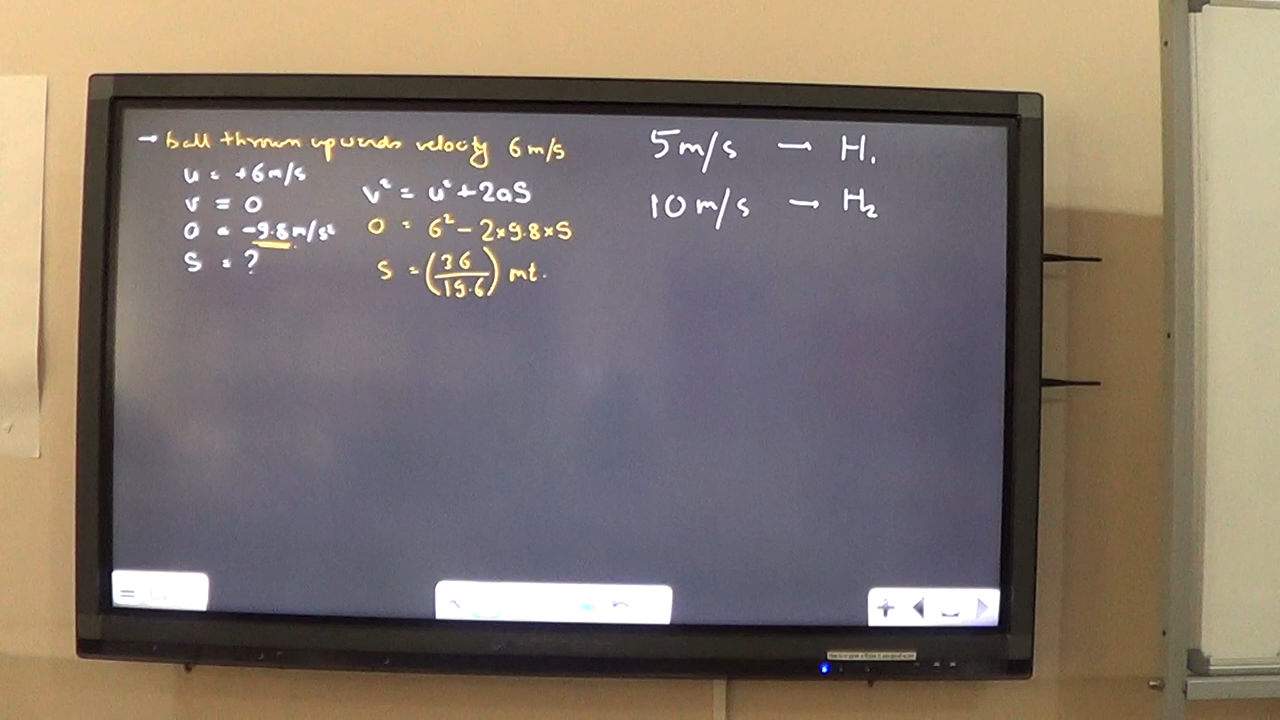 → ball thrown upwards velocity 6 m/s
u = +6 m/s
v = 0
0 = -9.8 m/s²
S = ?
v² = u² + 2aS
0 = 6² - 2×9.8×S
S = (36/19.6) mt.
5 m/s → H₁
10 m/s → H₂